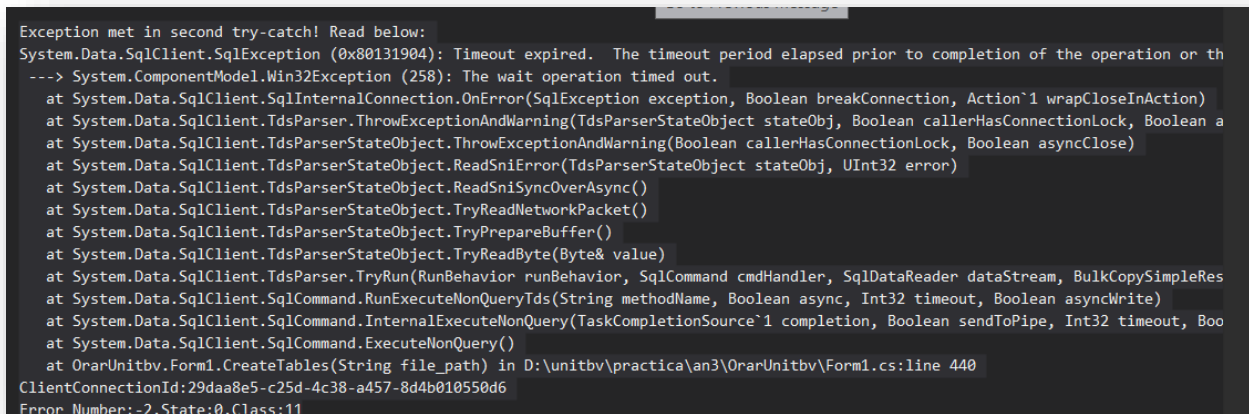 Exception met in second try-catch! Read below:
System.Data.SqlClient.SqlException (0x80131904): Timeout expired.  The timeout period elapsed prior to completion of the operation or th
 ---> System.ComponentModel.Win32Exception (258): The wait operation timed out.
   at System.Data.SqlClient.SqlInternalConnection.OnError(SqlException exception, Boolean breakConnection, Action`1 wrapCloseInAction)
   at System.Data.SqlClient.TdsParser.ThrowExceptionAndWarning(TdsParserStateObject stateObj, Boolean callerHasConnectionLock, Boolean a
   at System.Data.SqlClient.TdsParserStateObject.ThrowExceptionAndWarning(Boolean callerHasConnectionLock, Boolean asyncClose)
   at System.Data.SqlClient.TdsParserStateObject.ReadSniError(TdsParserStateObject stateObj, UInt32 error)
   at System.Data.SqlClient.TdsParserStateObject.ReadSniSyncOverAsync()
   at System.Data.SqlClient.TdsParserStateObject.TryReadNetworkPacket()
   at System.Data.SqlClient.TdsParserStateObject.TryPrepareBuffer()
   at System.Data.SqlClient.TdsParserStateObject.TryReadByte(Byte& value)
   at System.Data.SqlClient.TdsParser.TryRun(RunBehavior runBehavior, SqlCommand cmdHandler, SqlDataReader dataStream, BulkCopySimpleRes
   at System.Data.SqlClient.SqlCommand.RunExecuteNonQueryTds(String methodName, Boolean async, Int32 timeout, Boolean asyncWrite)
   at System.Data.SqlClient.SqlCommand.InternalExecuteNonQuery(TaskCompletionSource`1 completion, Boolean sendToPipe, Int32 timeout, Boo
   at System.Data.SqlClient.SqlCommand.ExecuteNonQuery()
   at OrarUnitbv.Form1.CreateTables(String file_path) in D:\unitbv\practica\an3\OrarUnitbv\Form1.cs:line 440
ClientConnectionId:29daa8e5-c25d-4c38-a457-8d4b010550d6
Error Number:-2,State:0,Class:11